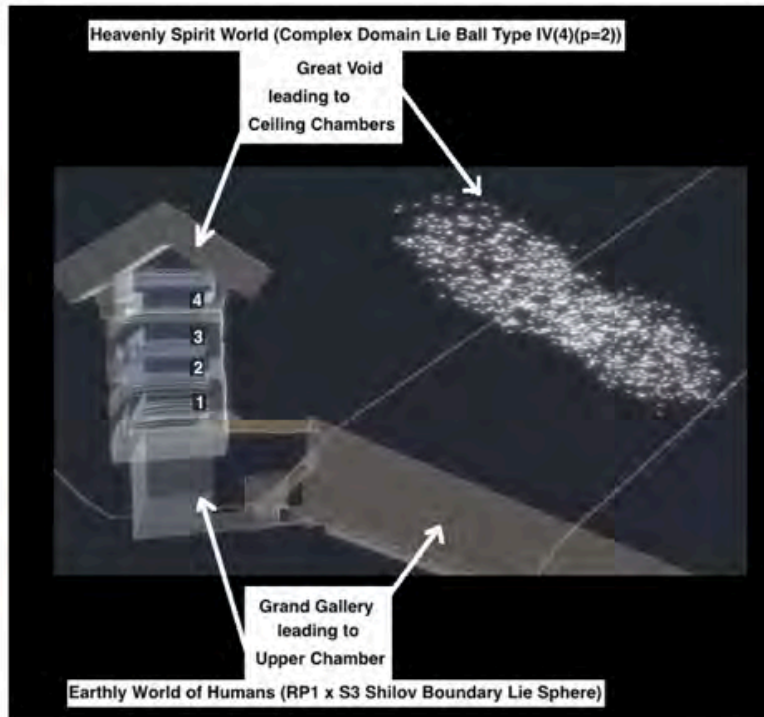 Heavenly Spirit World (Complex Domain Lie Ball Type IV(4)(p=2))
Great Void
leading to
Ceiling Chambers
4
3
2
1
Grand Gallery
leading to
Upper Chamber
Earthly World of Humans (RP1 x S3 Shilov Boundary Lie Sphere)